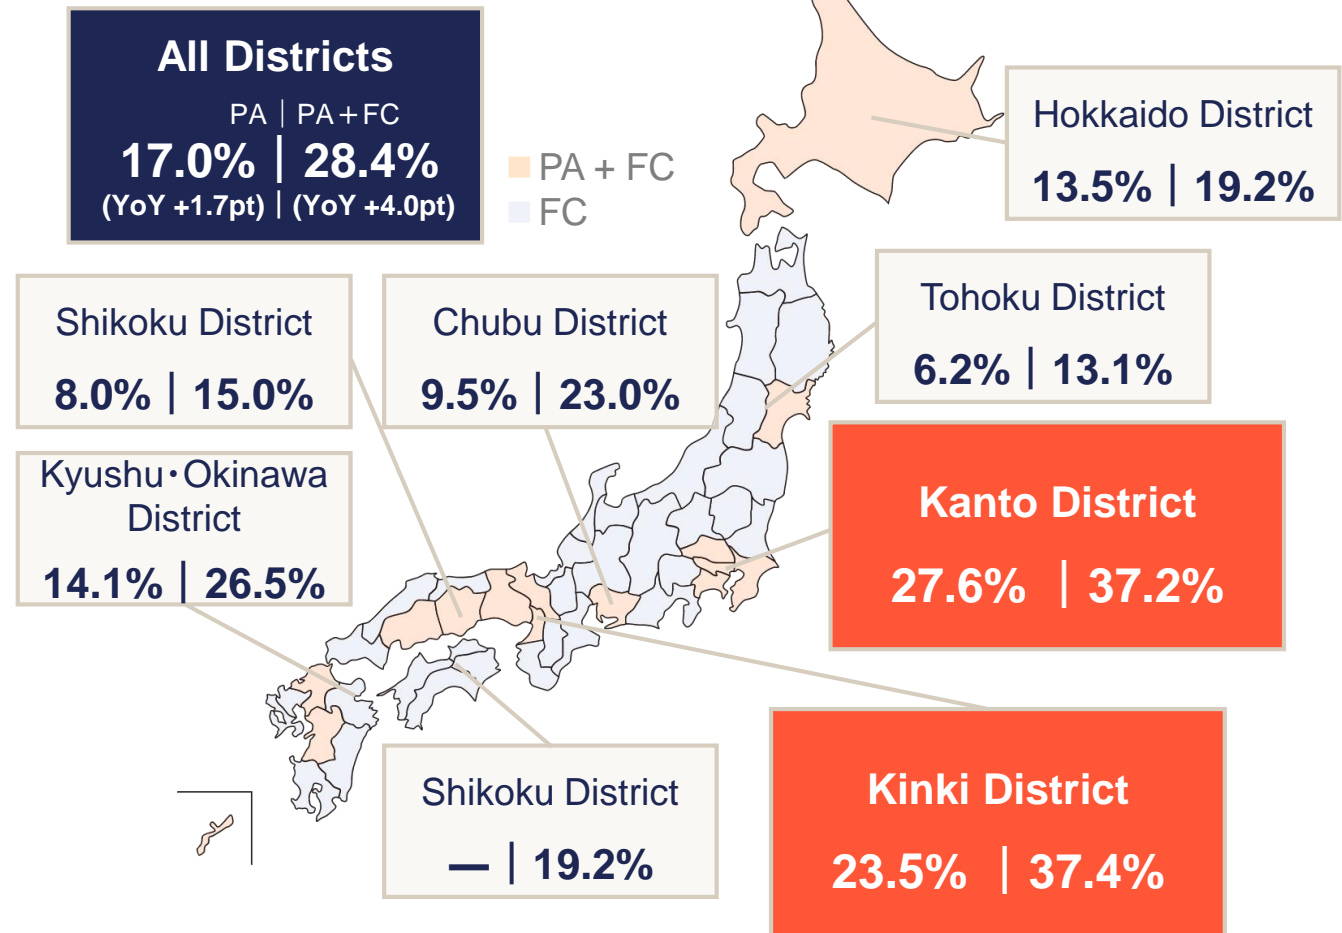 All Districts
PA | PA+FC
17.0% | 28.4%
(YoY +1.7pt) | (YoY +4.0pt)
PA + FC
FC
Hokkaido District
13.5% | 19.2%
Shikoku District
8.0% | 15.0%
Chubu District
9.5% | 23.0%
Tohoku District
6.2% | 13.1%
Kyushu・Okinawa
District
14.1% | 26.5%
Kanto District
27.6% | 37.2%
Shikoku District
— | 19.2%
Kinki District
23.5% | 37.4%